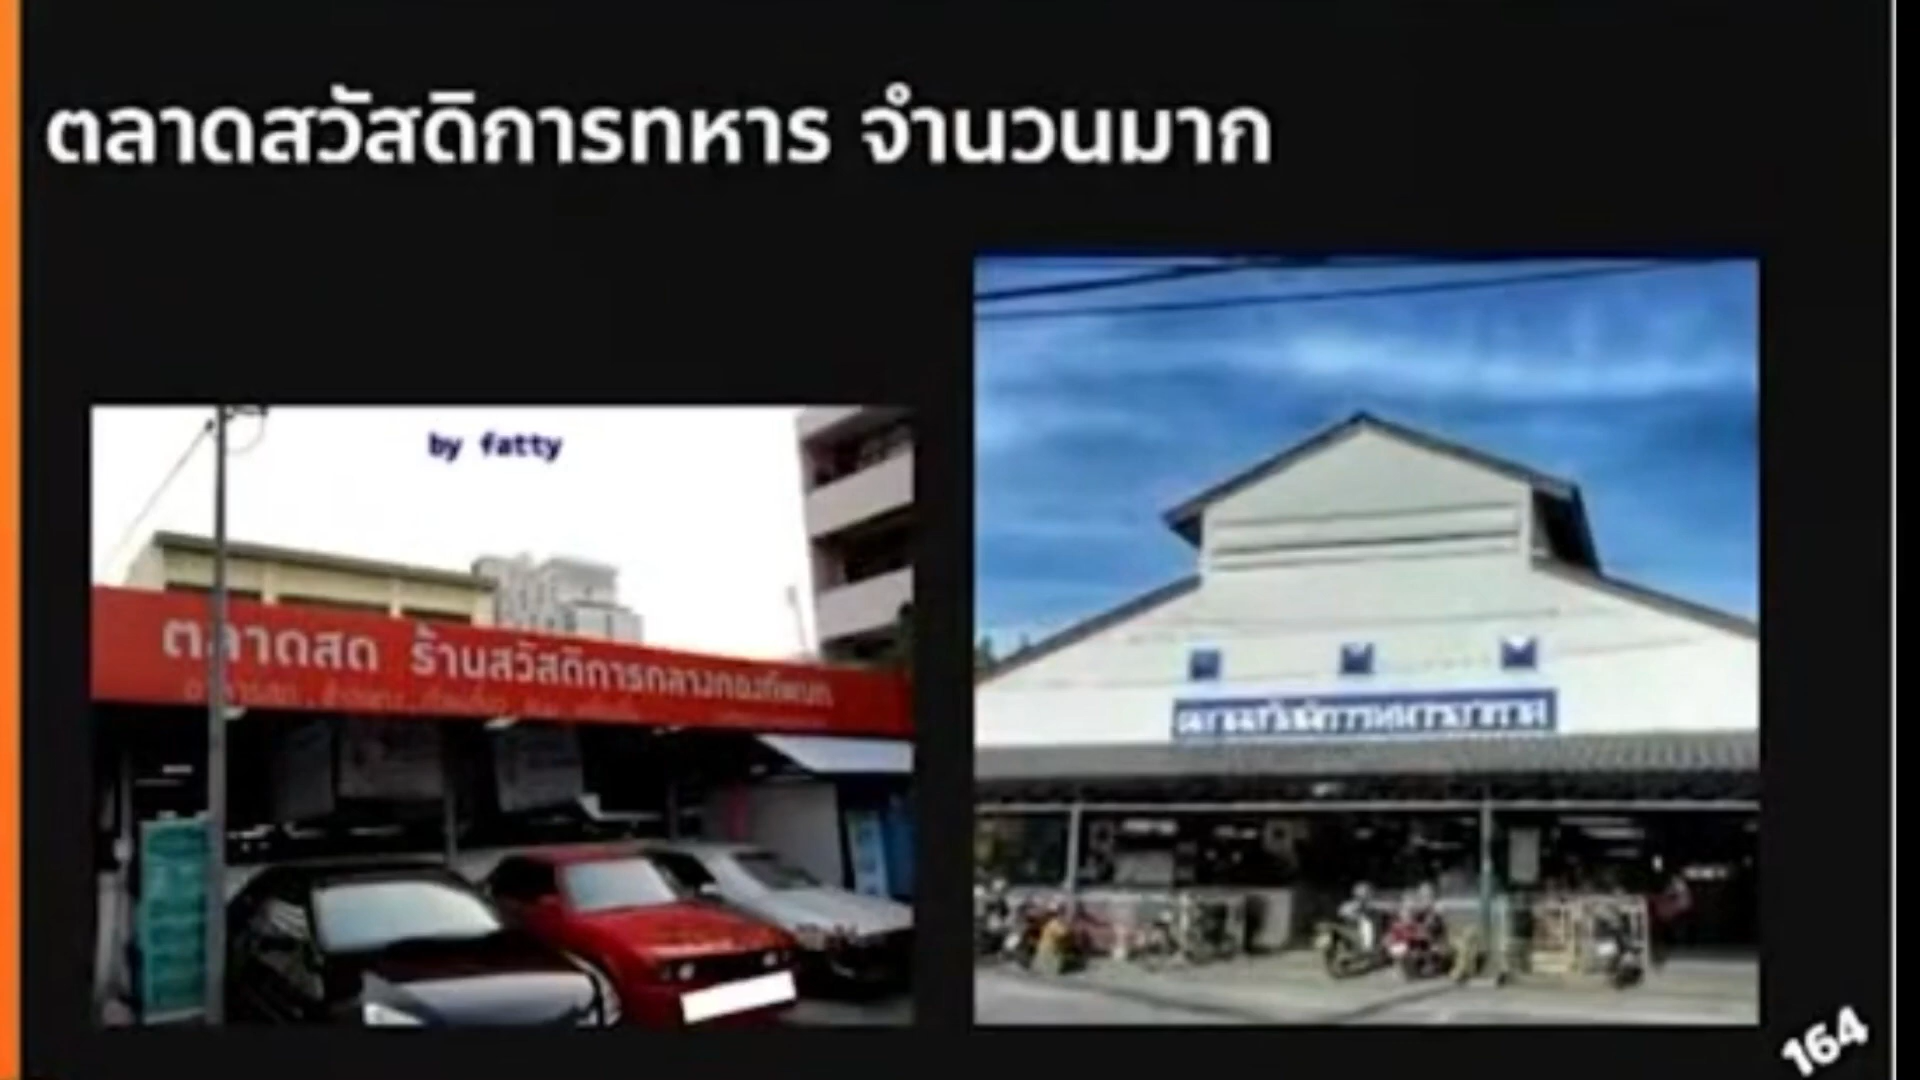 ตลาดสวัสดิการทหาร จำนวนมาก
by fatty
ตลาดสด ร้านสวัสดิการกลางกองทัพบก
164